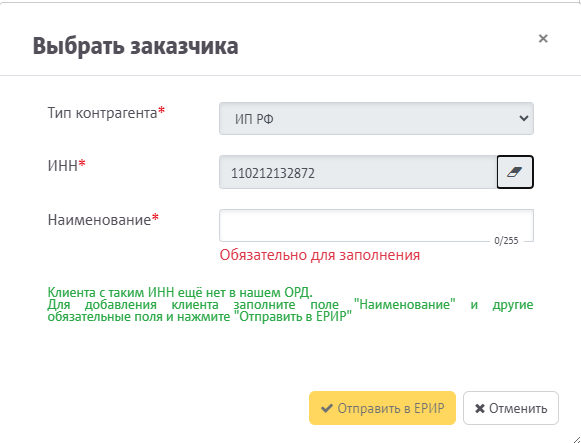 Выбрать заказчика
×
Тип контрагента*
ИП РФ
ИНН*
110212132872
Наименование*
0/255
Обязательно для заполнения
Клиента с таким ИНН ещё нет в нашем ОРД.
Для добавления клиента заполните поле "Наименование" и другие
обязательные поля и нажмите "Отправить в ЕРИР"
✔ Отправить в ЕРИР
✖ Отменить